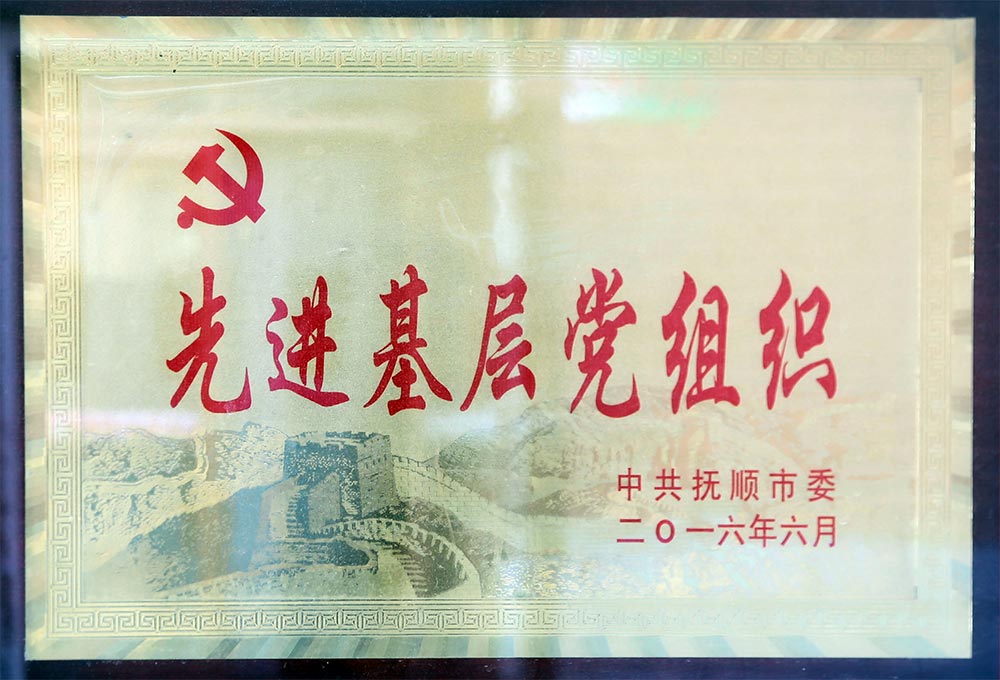 先进基层党组织
中共抚顺市委
二〇一六年六月